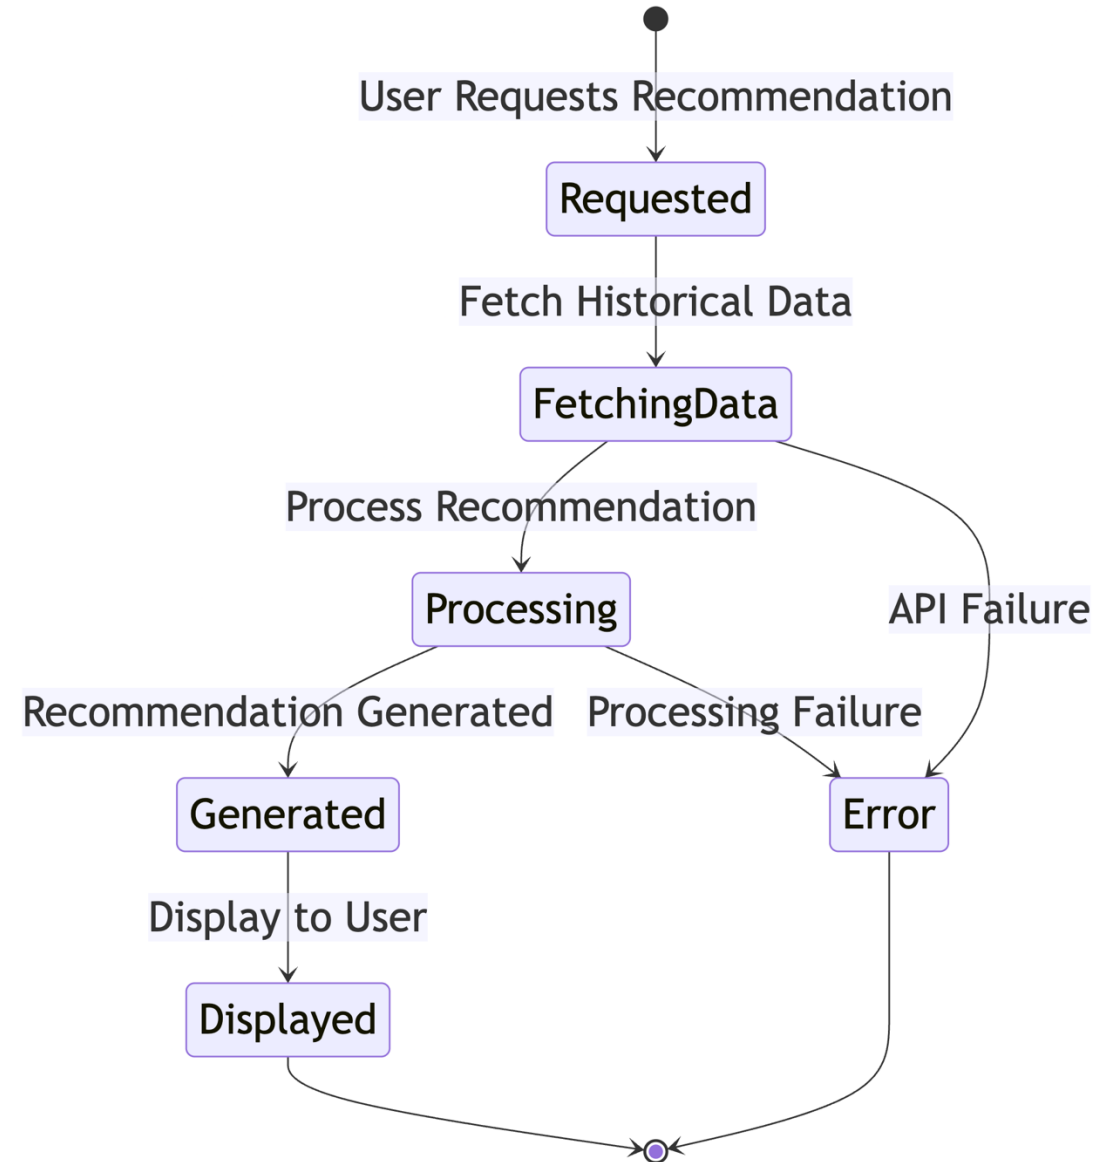 User Requests Recommendation
Requested
Fetch Historical Data
FetchingData
Process Recommendation
Processing
API Failure
Recommendation Generated
Processing Failure
Generated
Error
Display to User
Displayed